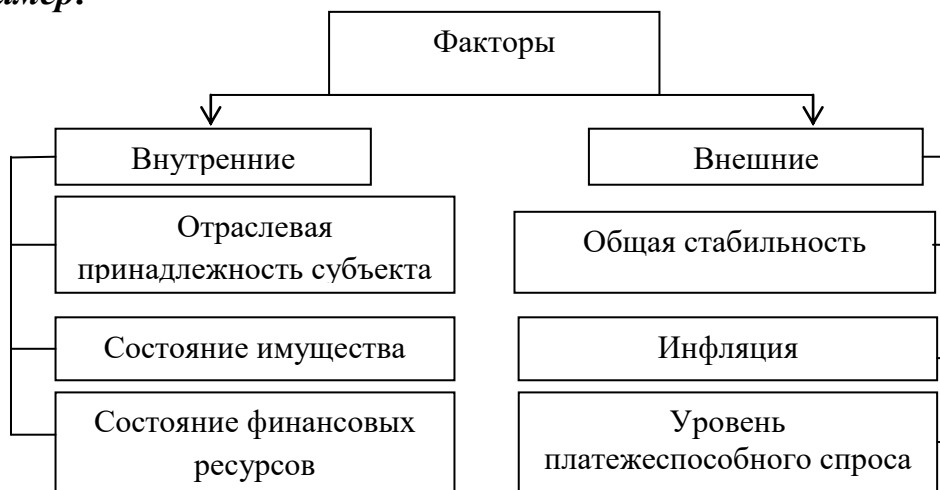 Факторы
Внутренние
Внешние
Отраслевая
принадлежность субъекта
Общая стабильность
Состояние имущества
Инфляция
Состояние финансовых
ресурсов
Уровень
платежеспособного спроса